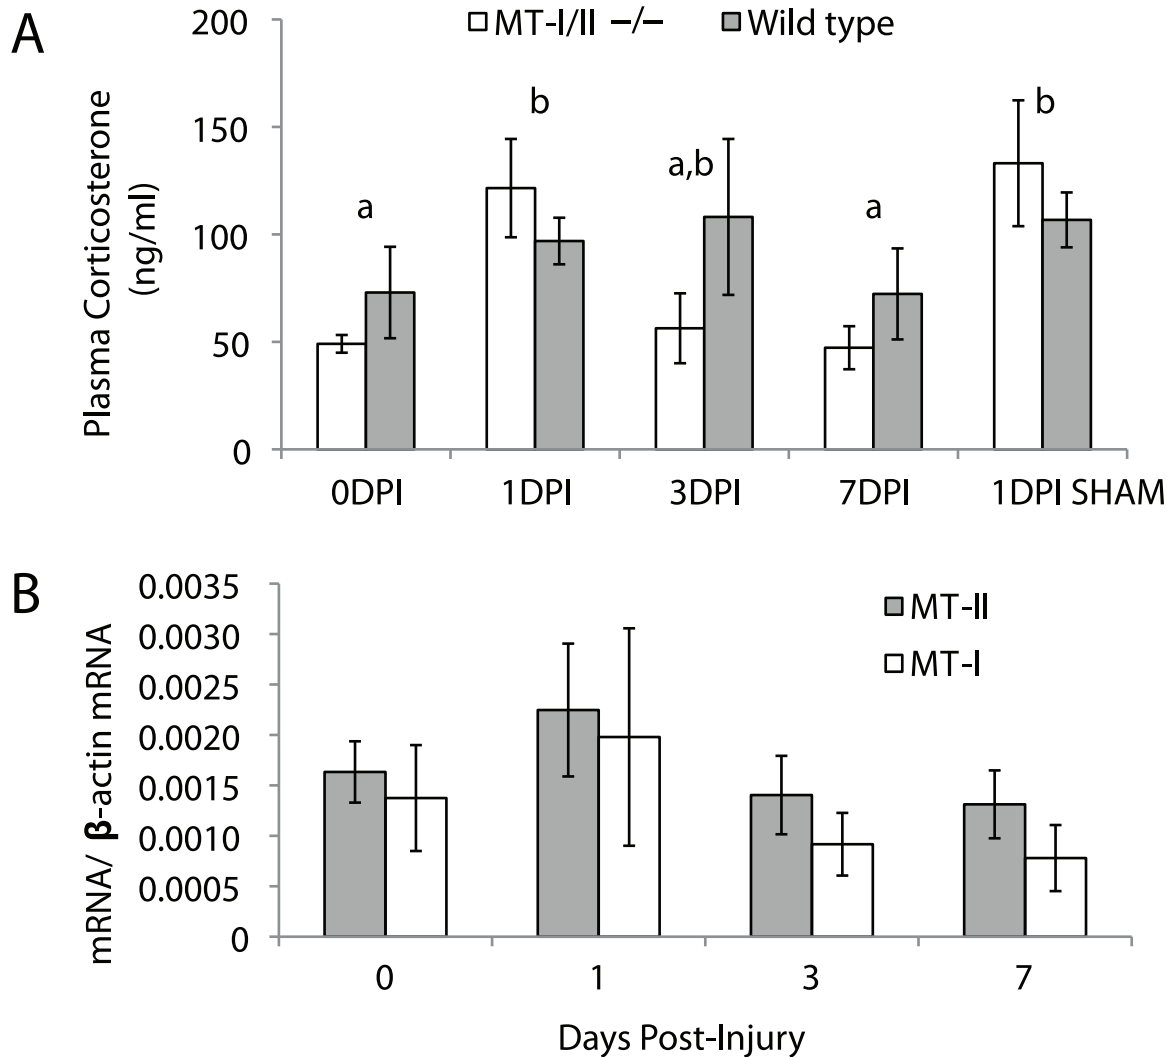 A
MT-I/II −/−
Wild type
Plasma Corticosterone
(ng/ml)
200
150
100
50
0
a
b
a,b
a
b
0DPI
1DPI
3DPI
7DPI
1DPI SHAM
B
MT-II
MT-I
mRNA/ β-actin mRNA
0.0035
0.0030
0.0025
0.0020
0.0015
0.0010
0.0005
0
0
1
3
7
Days Post-Injury